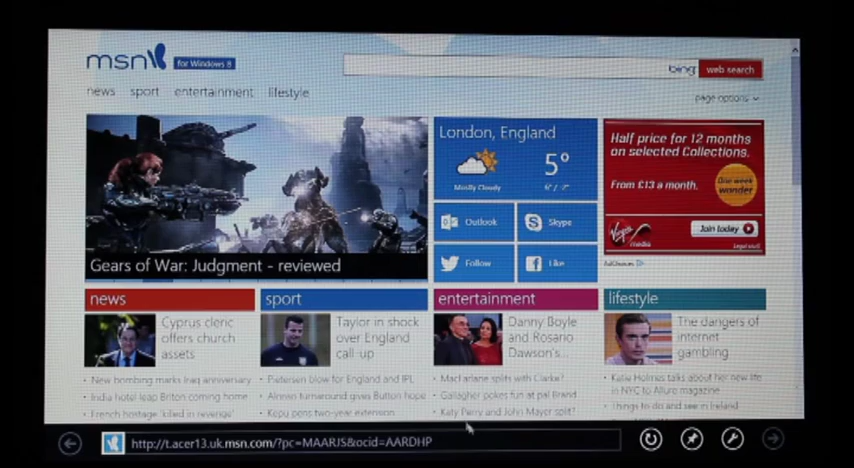 msn for Windows 8
bing web search
news sport entertainment lifestyle
page options
London, England
5°
Mostly Cloudy
Outlook
Skype
Follow
Like
Gears of War: Judgment - reviewed
Half price for 12 months
on selected Collections.
From £13 a month.
One week
wonder
Virgin
media
Join today
Legal stuff
AdChoices
news
Cyprus cleric
offers church
assets
New bombing marks Iraq anniversary
India hotel leap Briton coming home
French hostage 'killed in revenge'
sport
Taylor in shock
over England
call-up
Pietersen blow for England and IPL
turnaround gives Button hope
pens two-year extension
entertainment
Danny Boyle
and Rosario
Dawson's...
MacFarlane splits with Clarke?
Gallagher pokes fun at pal Brand
Katy Perry and John Mayer split?
lifestyle
The dangers of
internet
gambling
Katie Holmes talks about her new life
in NYC to Allure magazine
Things to do and see in Ireland
http://t.acer13.uk.msn.com/?pc=MAARJS&ocid=AARDHP